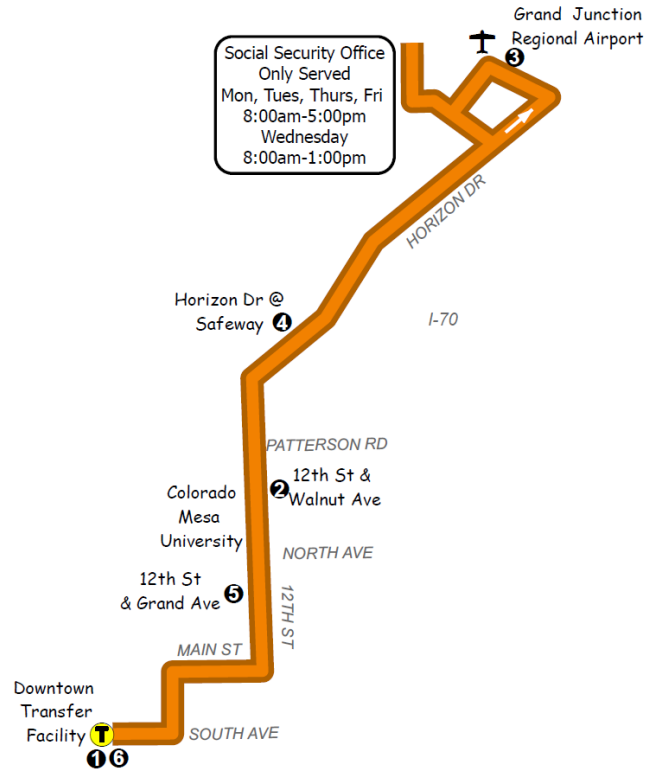 Grand Junction
Regional Airport
3
Social Security Office
Only Served
Mon, Tues, Thurs, Fri
8:00am-5:00pm
Wednesday
8:00am-1:00pm
HORIZON DR
Horizon Dr @
Safeway 4
I-70
PATTERSON RD
2 12th St &
Walnut Ave
Colorado
Mesa
University
NORTH AVE
12th St
& Grand Ave 5
12TH ST
MAIN ST
Downtown
Transfer
Facility T
1 6
SOUTH AVE